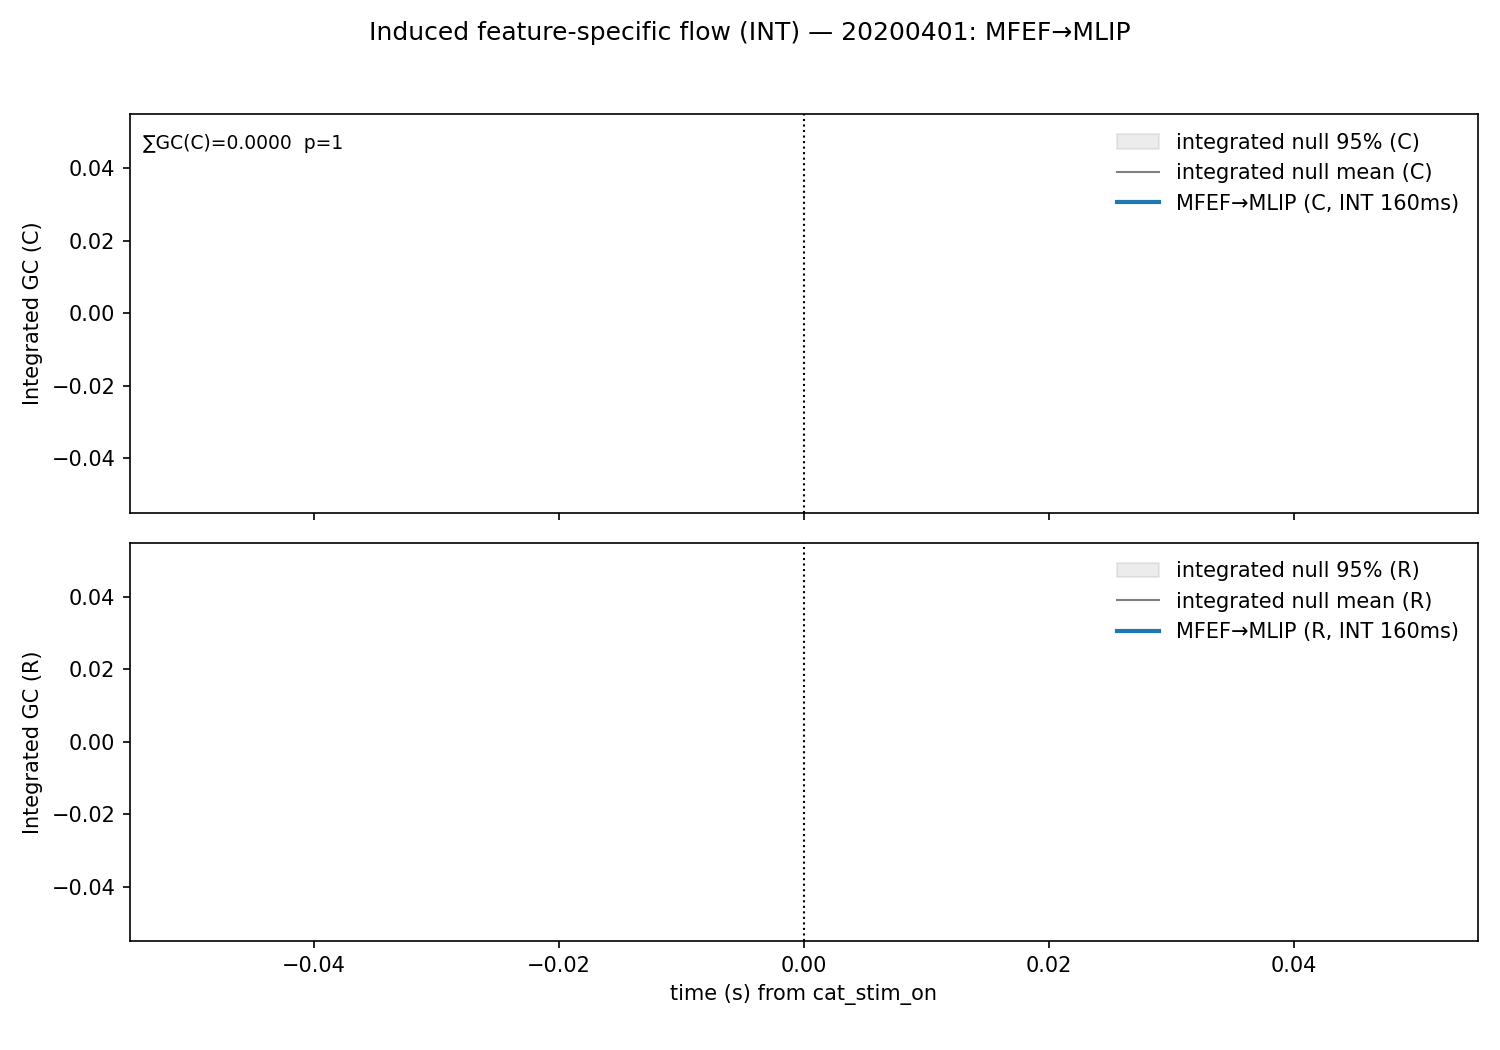 Induced feature-specific flow (INT) — 20200401: MFEF→MLIP
∑GC(C)=0.0000  p=1
integrated null 95% (C)
integrated null mean (C)
MFEF→MLIP (C, INT 160ms)
Integrated GC (C)
0.04
0.02
0.00
−0.02
−0.04
integrated null 95% (R)
integrated null mean (R)
MFEF→MLIP (R, INT 160ms)
Integrated GC (R)
0.04
0.02
0.00
−0.02
−0.04
−0.04 −0.02 0.00 0.02 0.04
time (s) from cat_stim_on